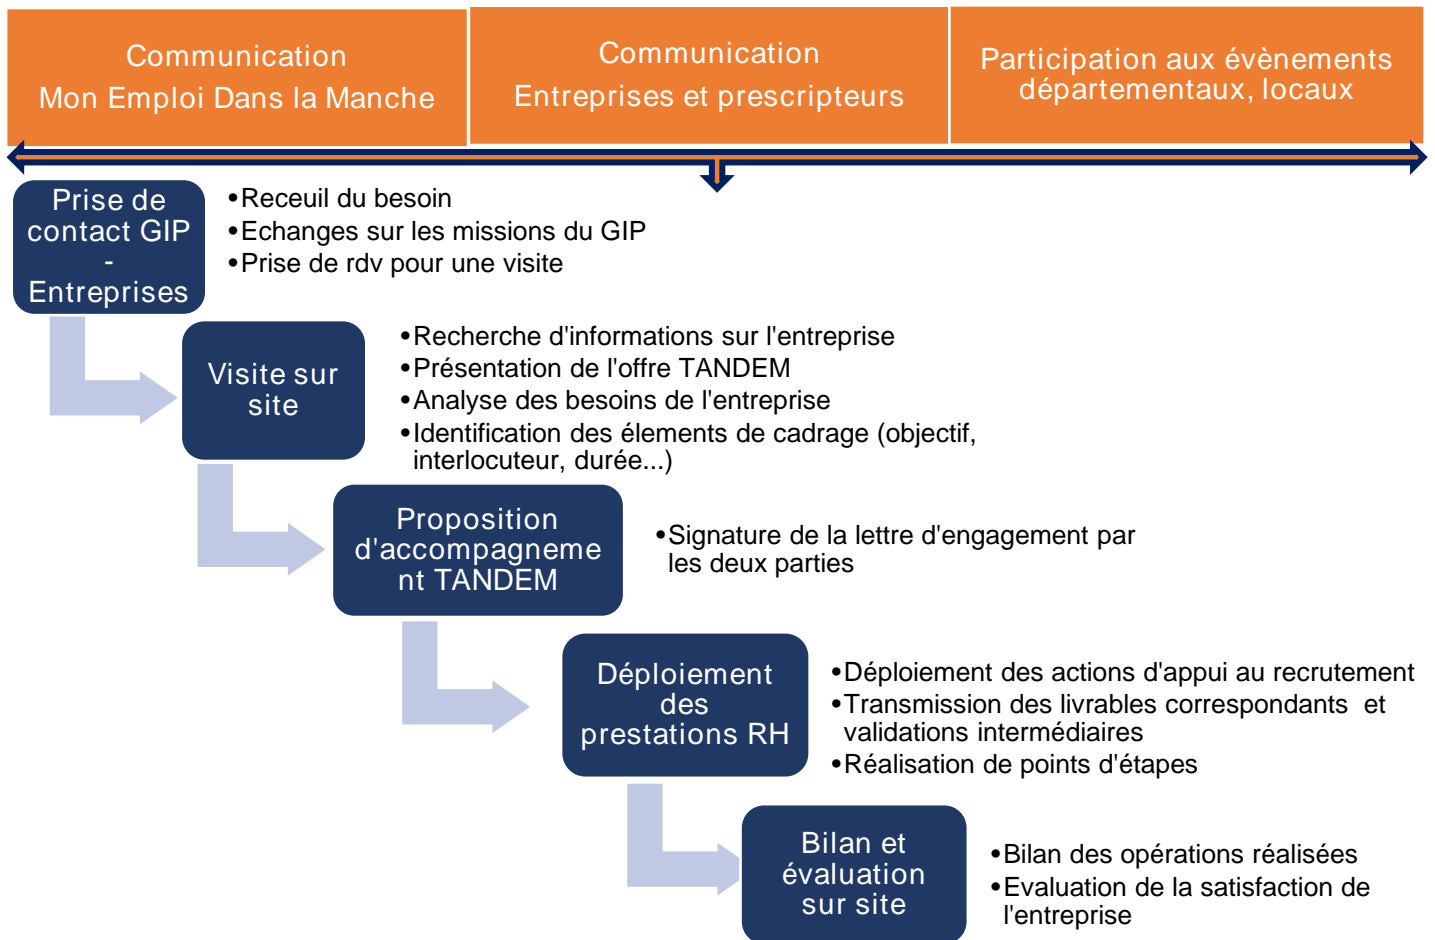 Communication
Mon Emploi Dans la Manche
Communication
Entreprises et prescripteurs
Participation aux évènements
départementaux, locaux
Prise de
contact GIP
-
Entreprises
•Receuil du besoin
•Echanges sur les missions du GIP
•Prise de rdv pour une visite
Visite sur
site
•Recherche d'informations sur l'entreprise
•Présentation de l'offre TANDEM
•Analyse des besoins de l'entreprise
•Identification des élements de cadrage (objectif,
interlocuteur, durée...)
Proposition
d'accompagneme
nt TANDEM
•Signature de la lettre d'engagement par
les deux parties
Déploiement
des
prestations RH
•Déploiement des actions d'appui au recrutement
•Transmission des livrables correspondants et
validations intermédiaires
•Réalisation de points d'étapes
Bilan et
évaluation
sur site
•Bilan des opérations réalisées
•Evaluation de la satisfaction de
l'entreprise